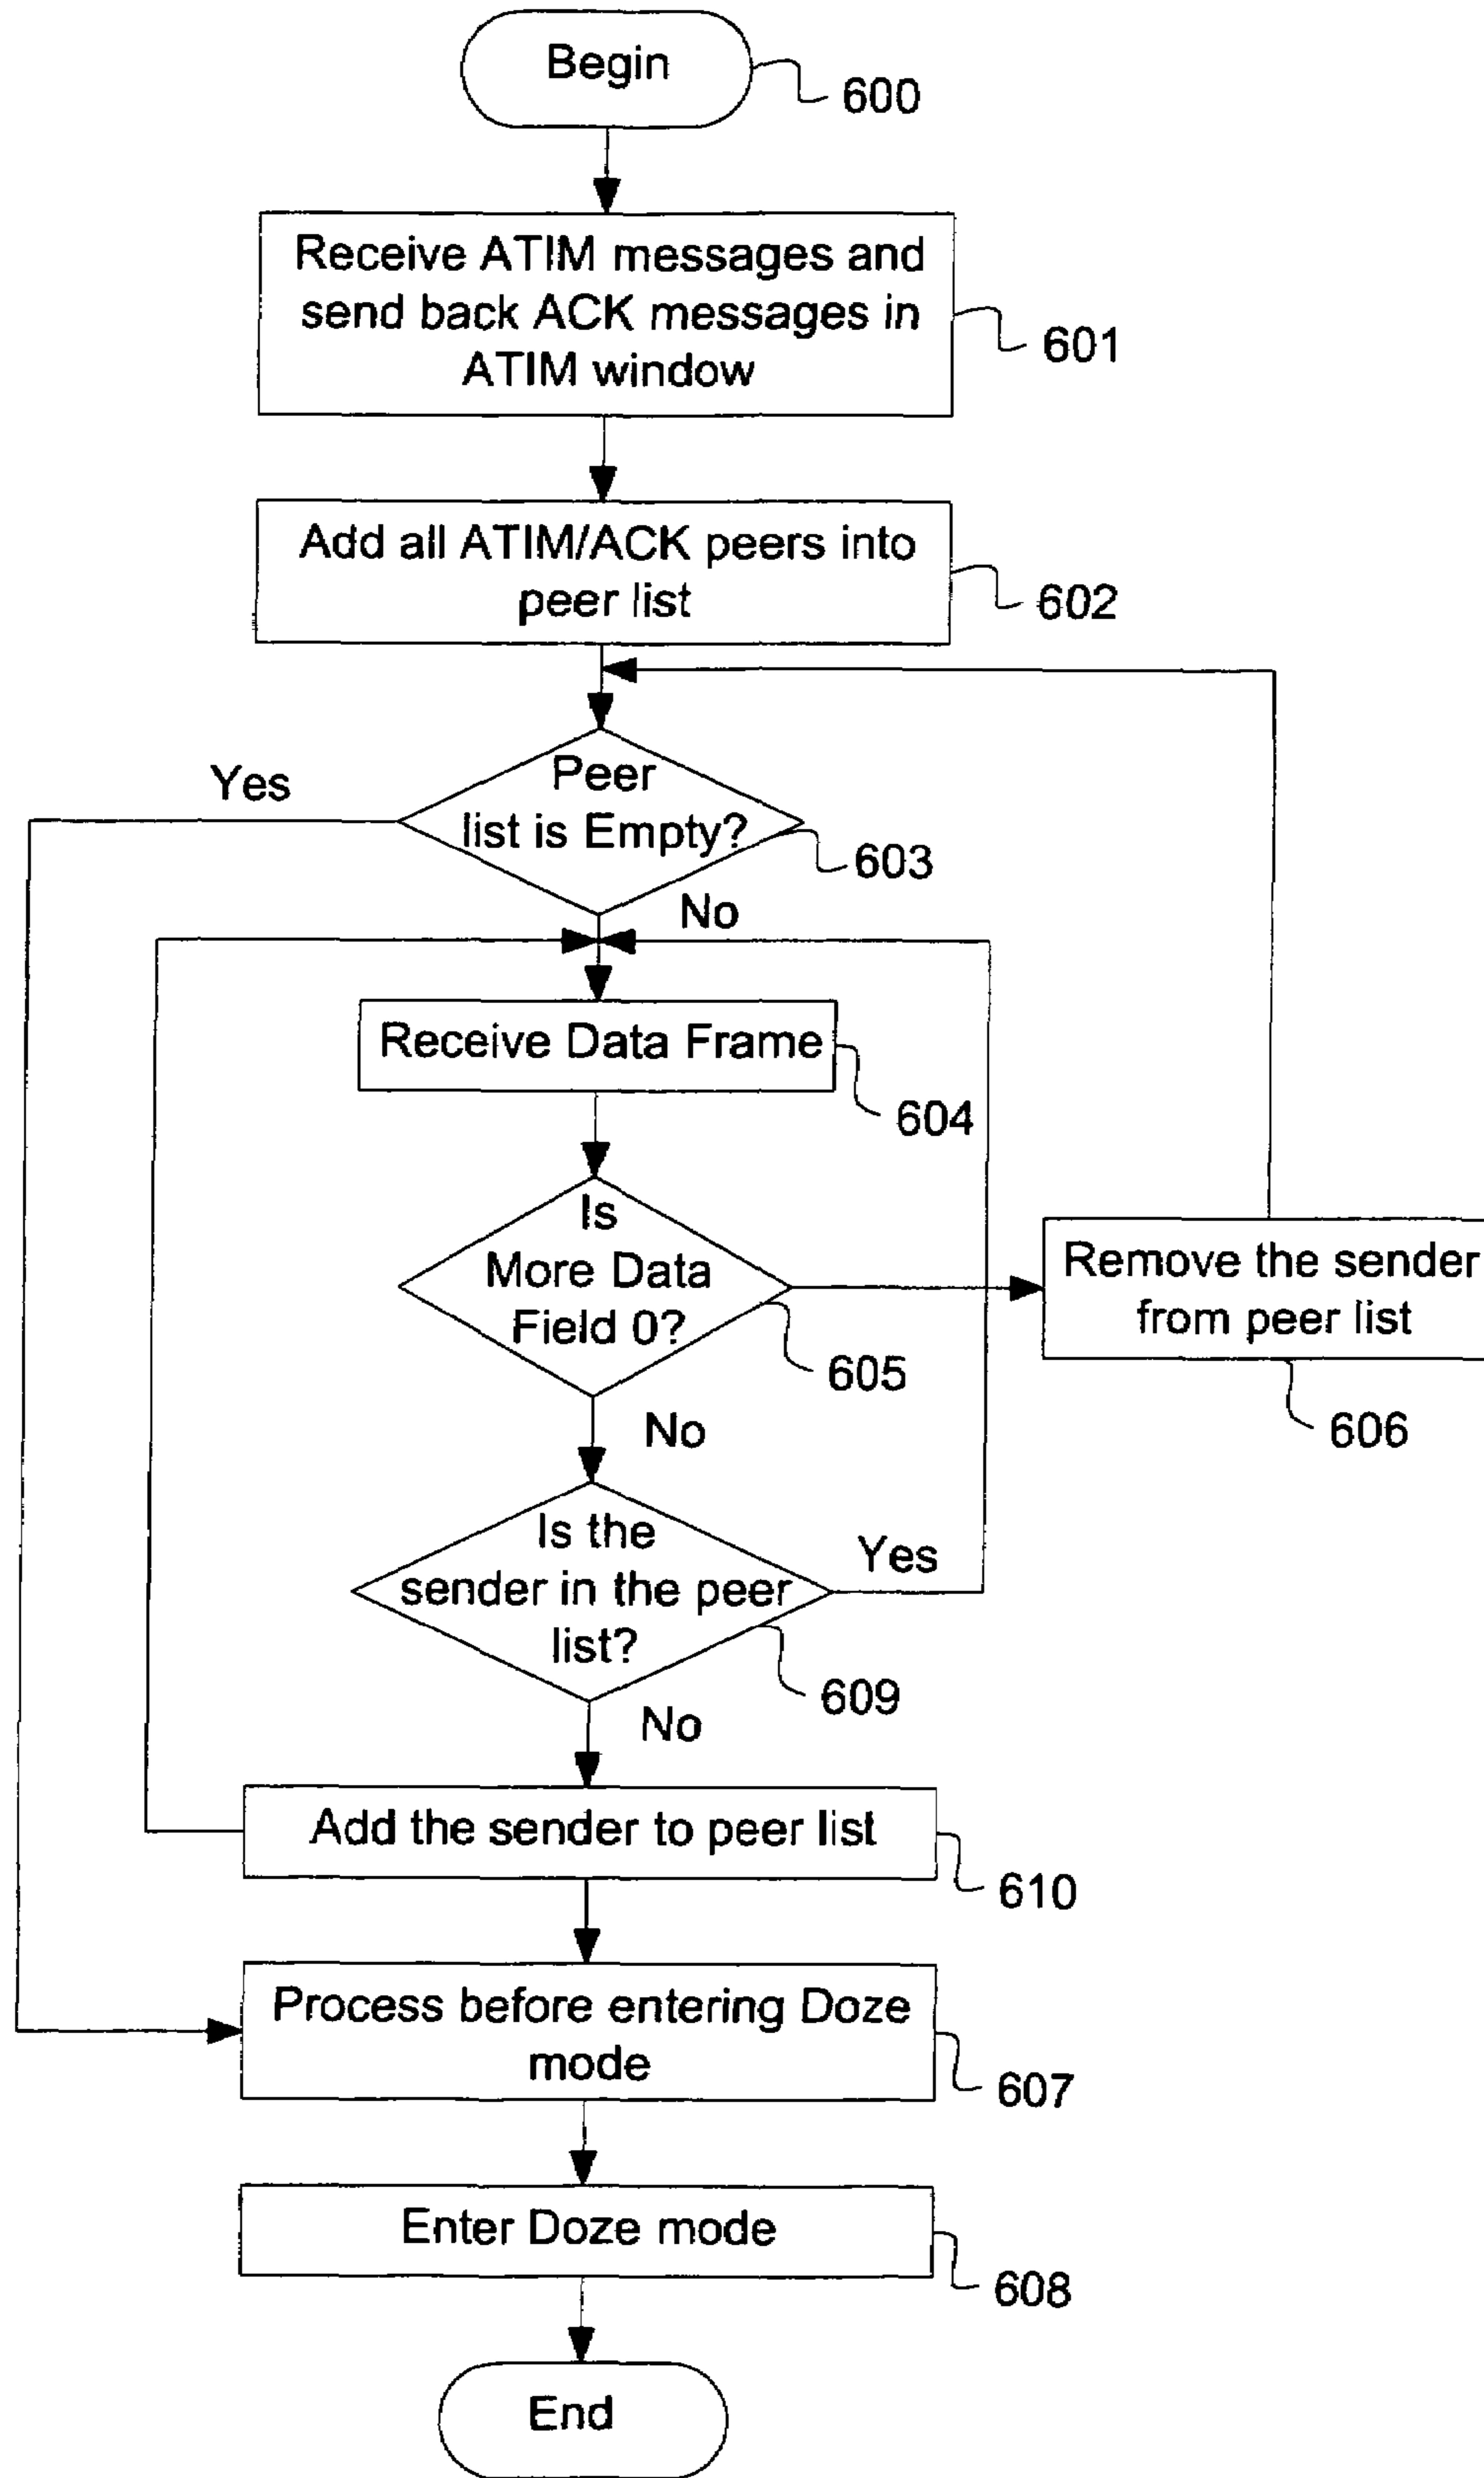 Begin
600
Receive ATIM messages and
send back ACK messages in
ATIM window
601
Add all ATIM/ACK peers into
peer list
602
Yes
Peer
list is Empty?
603
No
Receive Data Frame
604
Is
More Data
Field 0?
605
Remove the sender
from peer list
606
No
Is the
sender in the peer
list?
Yes
609
No
Add the sender to peer list
610
Process before entering Doze
mode
607
Enter Doze mode
608
End